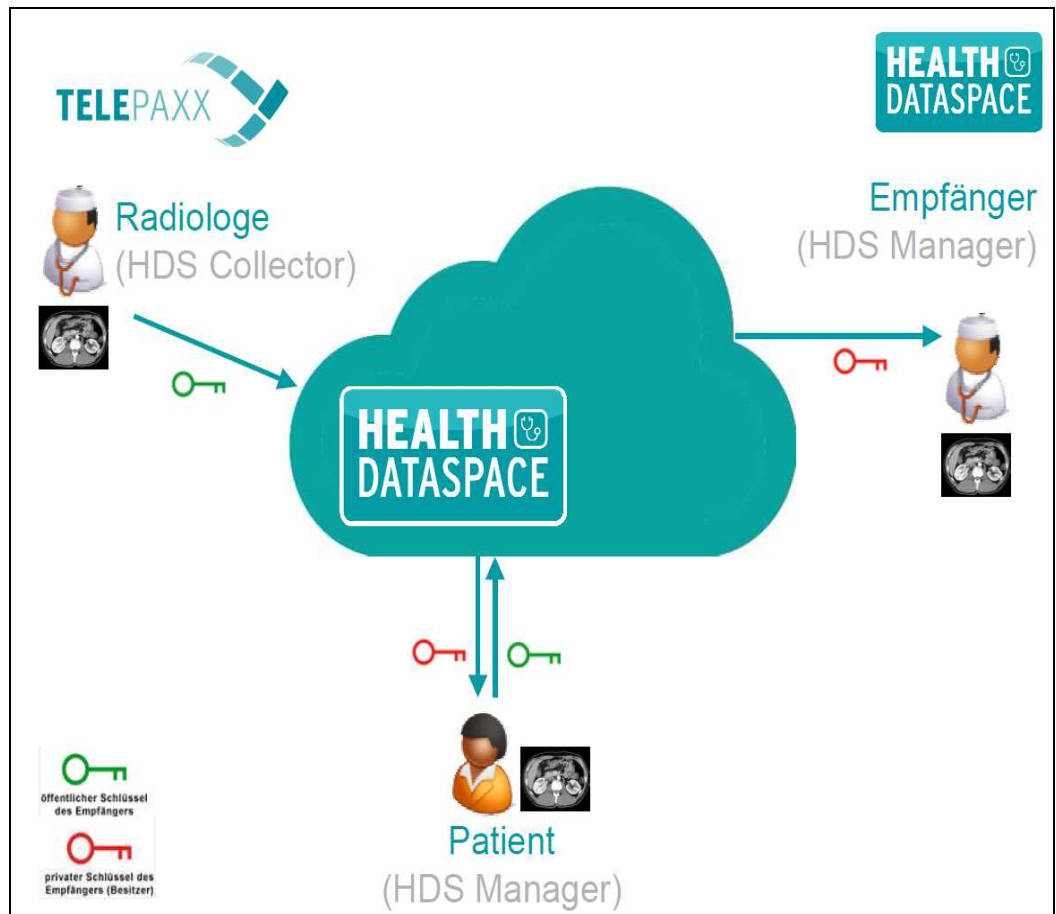 TELEPAXX
HEALTH
DATASPACE
Radiologe
(HDS Collector)
Empfänger
(HDS Manager)
HEALTH
DATASPACE
öffentlicher Schlüssel
des Empfängers
privater Schlüssel des
Empfängers (Besitzer)
Patient
(HDS Manager)